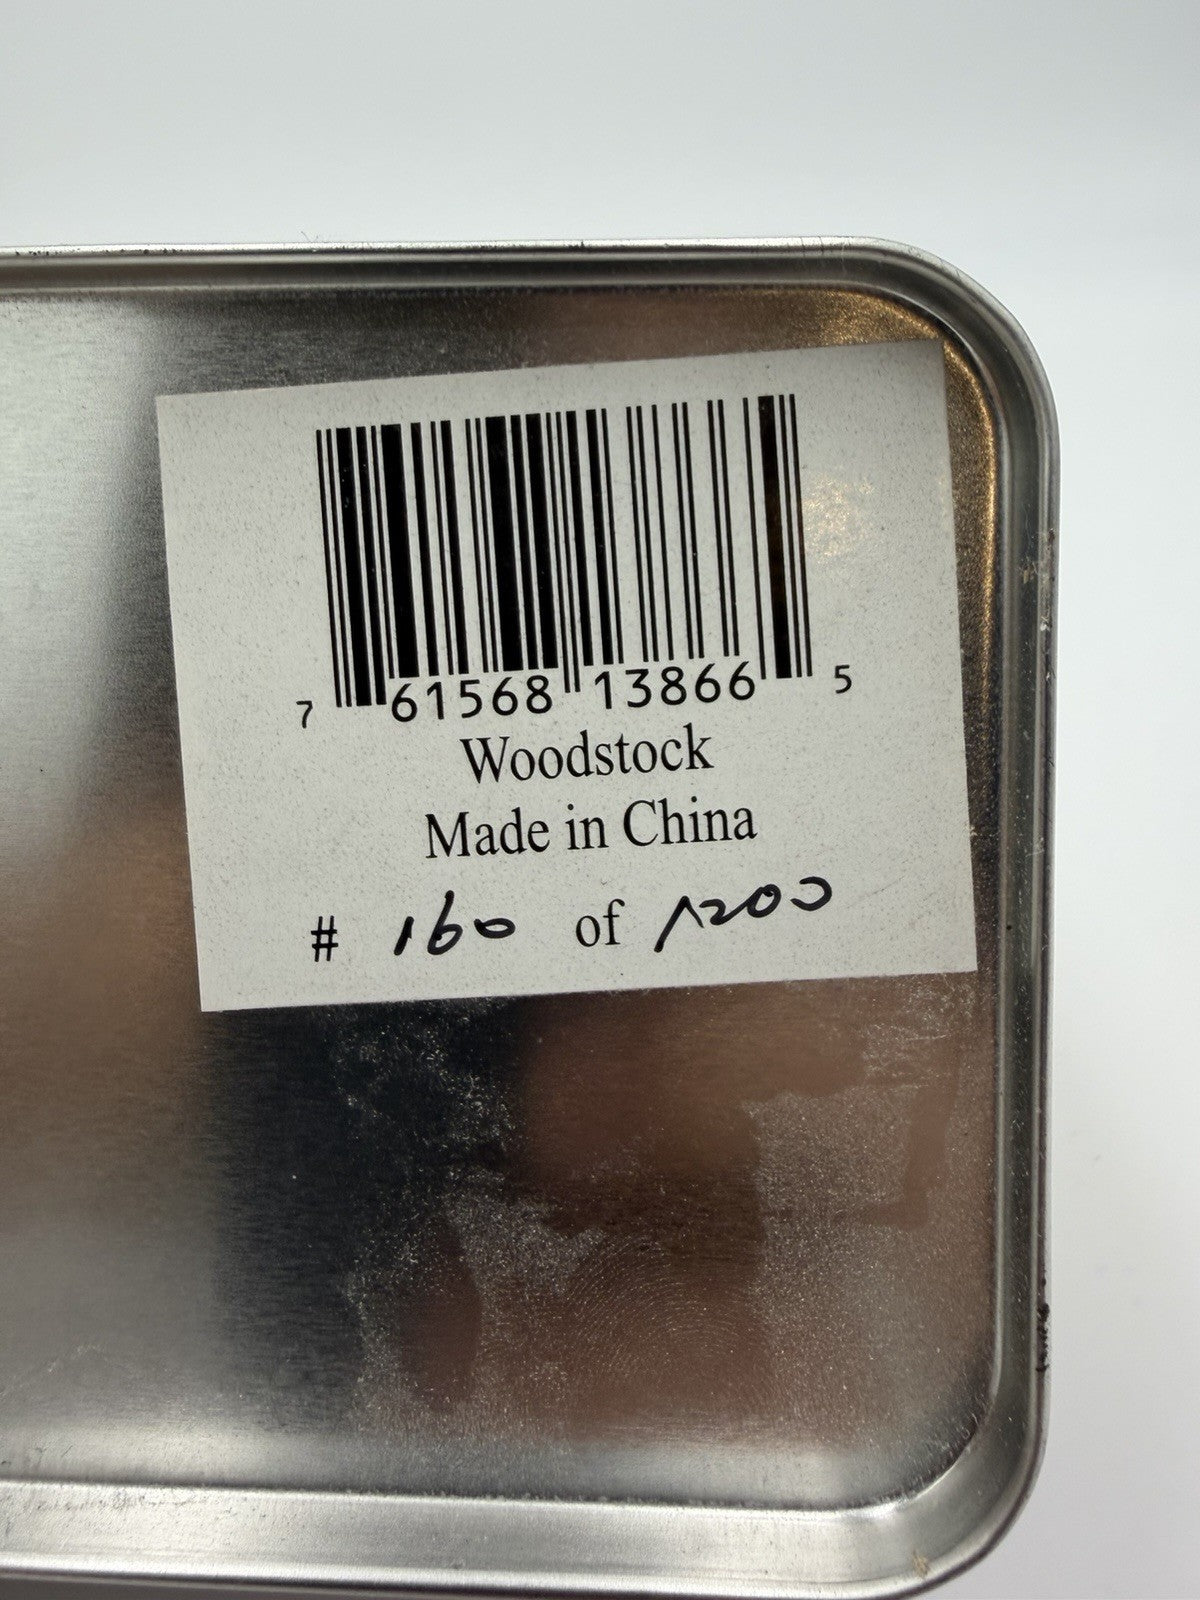 7 61568 13866 5
Woodstock
Made in China
# 160 of 1200